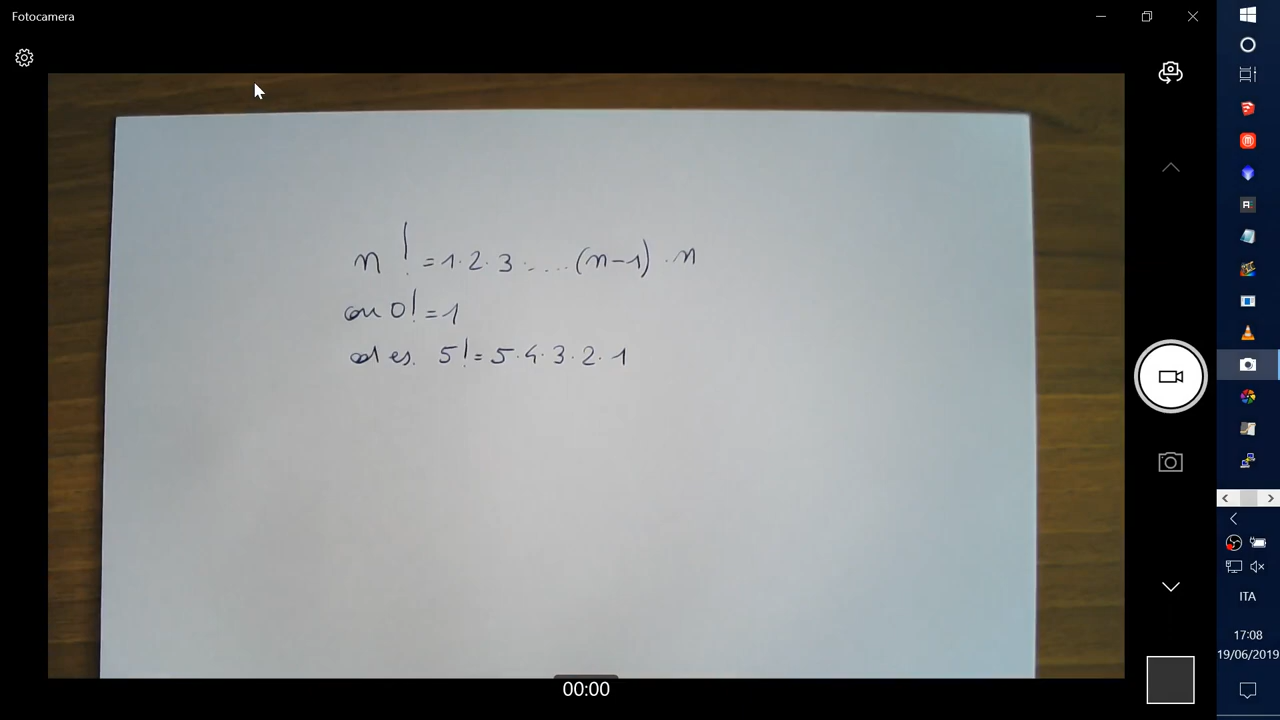 Fotocamera
n! = 1·2·3·...(n-1)·n
con 0! = 1
ad es. 5! = 5·4·3·2·1
00:00
ITA
17:08
19/06/2019